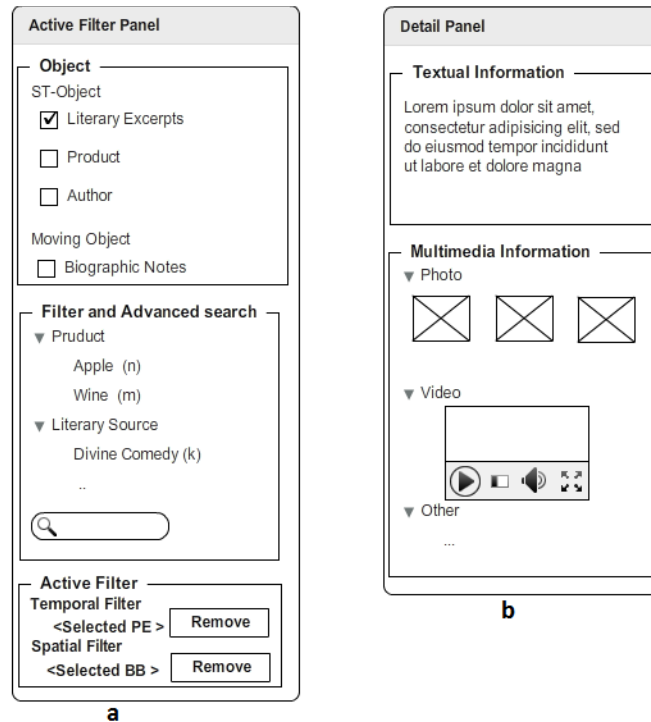 Active Filter Panel
Object
ST-Object
Literary Excerpts
Product
Author
Moving Object
Biographic Notes
Filter and Advanced search
Pruduct
Apple (n)
Wine (m)
Literary Source
Divine Comedy (k)
..
Active Filter
Temporal Filter
<Selected PE > Remove
Spatial Filter
<Selected BB > Remove
a
Detail Panel
Textual Information
Lorem ipsum dolor sit amet,
consectetur adipisicing elit, sed
do eiusmod tempor incididunt
ut labore et dolore magna
Multimedia Information
Photo
Video
Other
...
b